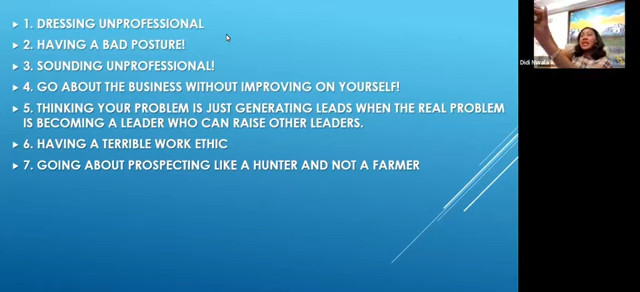 1. DRESSING UNPROFESSIONAL
2. HAVING A BAD POSTURE!
3. SOUNDING UNPROFESSIONAL!
4. GO ABOUT THE BUSINESS WITHOUT IMPROVING ON YOURSELF!
5. THINKING YOUR PROBLEM IS JUST GENERATING LEADS WHEN THE REAL PROBLEM
IS BECOMING A LEADER WHO CAN RAISE OTHER LEADERS.
6. HAVING A TERRIBLE WORK ETHIC
7. GOING ABOUT PROSPECTING LIKE A HUNTER AND NOT A FARMER
Didi